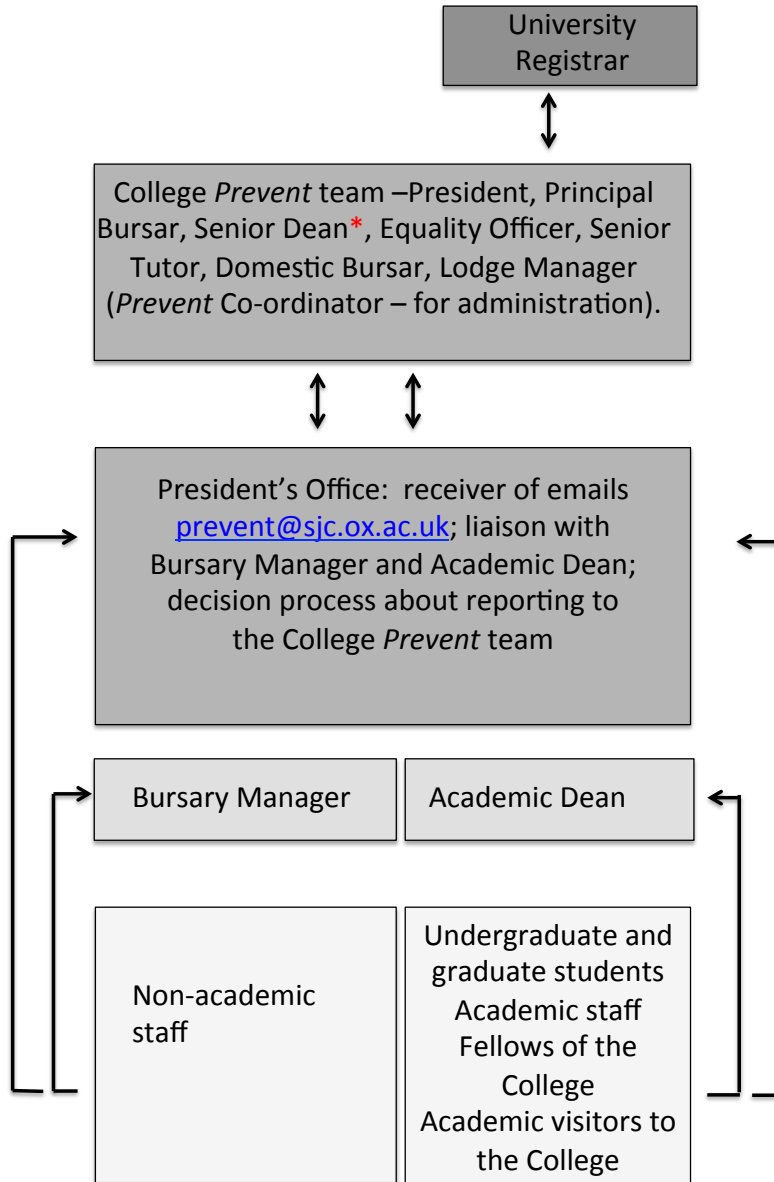 University
Registrar
College Prevent team –President, Principal
Bursar, Senior Dean*, Equality Officer, Senior
Tutor, Domestic Bursar, Lodge Manager
(Prevent Co-ordinator – for administration).
President’s Office: receiver of emails
prevent@sjc.ox.ac.uk; liaison with
Bursary Manager and Academic Dean;
decision process about reporting to
the College Prevent team
Bursary Manager
Academic Dean
Non-academic
staff
Undergraduate and
graduate students
Academic staff
Fellows of the
College
Academic visitors to
the College